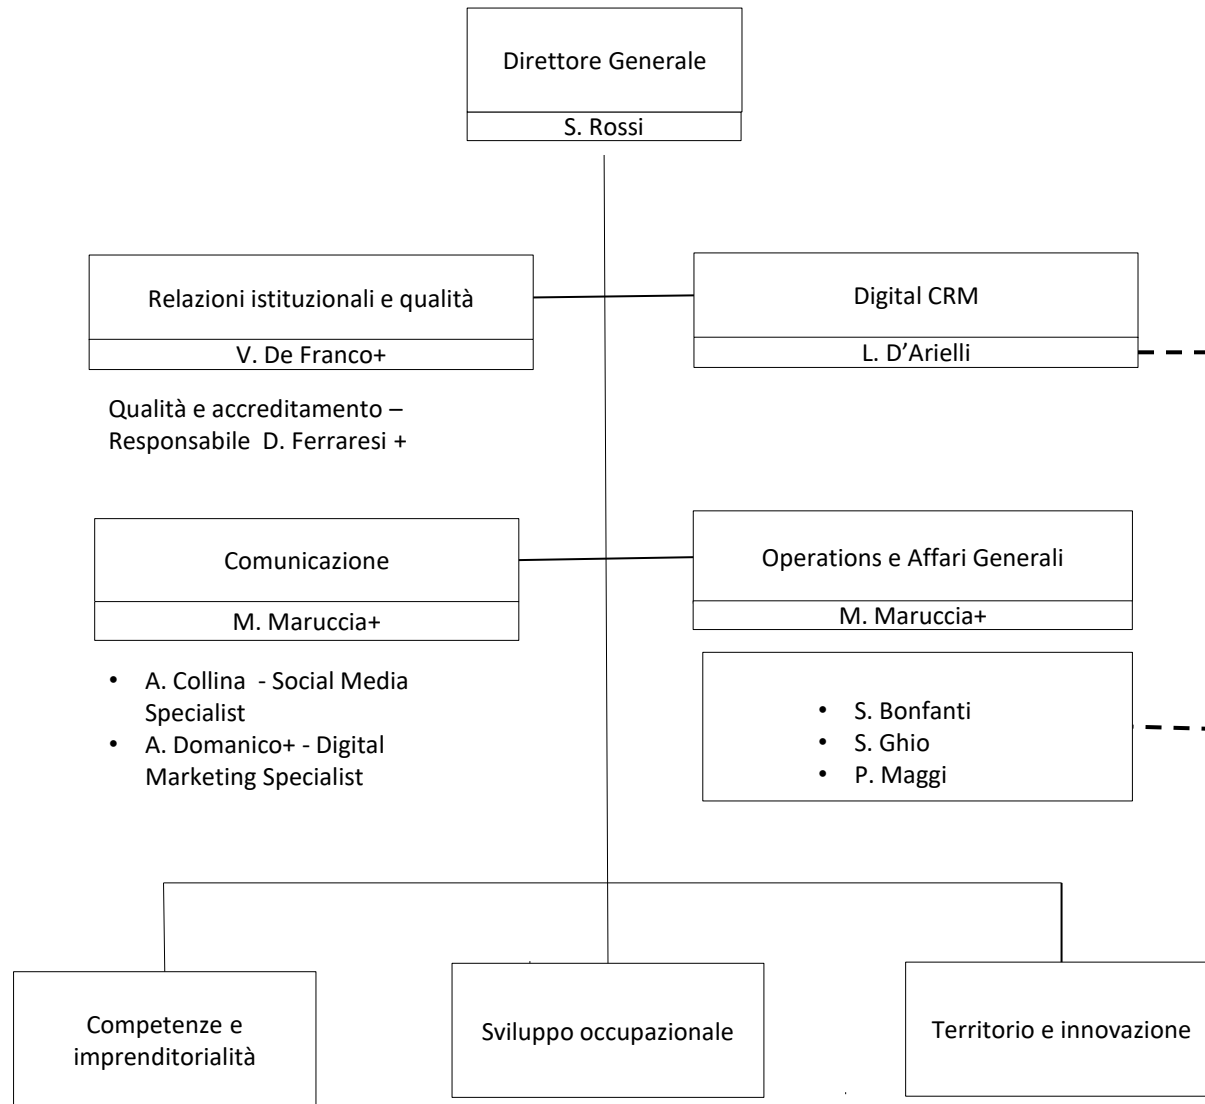 Direttore Generale
S. Rossi
Relazioni istituzionali e qualità
V. De Franco+
Digital CRM
L. D’Arielli
Qualità e accreditamento –
Responsabile  D. Ferraresi +
Comunicazione
M. Maruccia+
Operations e Affari Generali
M. Maruccia+
• A. Collina  - Social Media
Specialist
• A. Domanico+ - Digital
Marketing Specialist
• S. Bonfanti
• S. Ghio
• P. Maggi
Competenze e
imprenditorialità
Sviluppo occupazionale
Territorio e innovazione